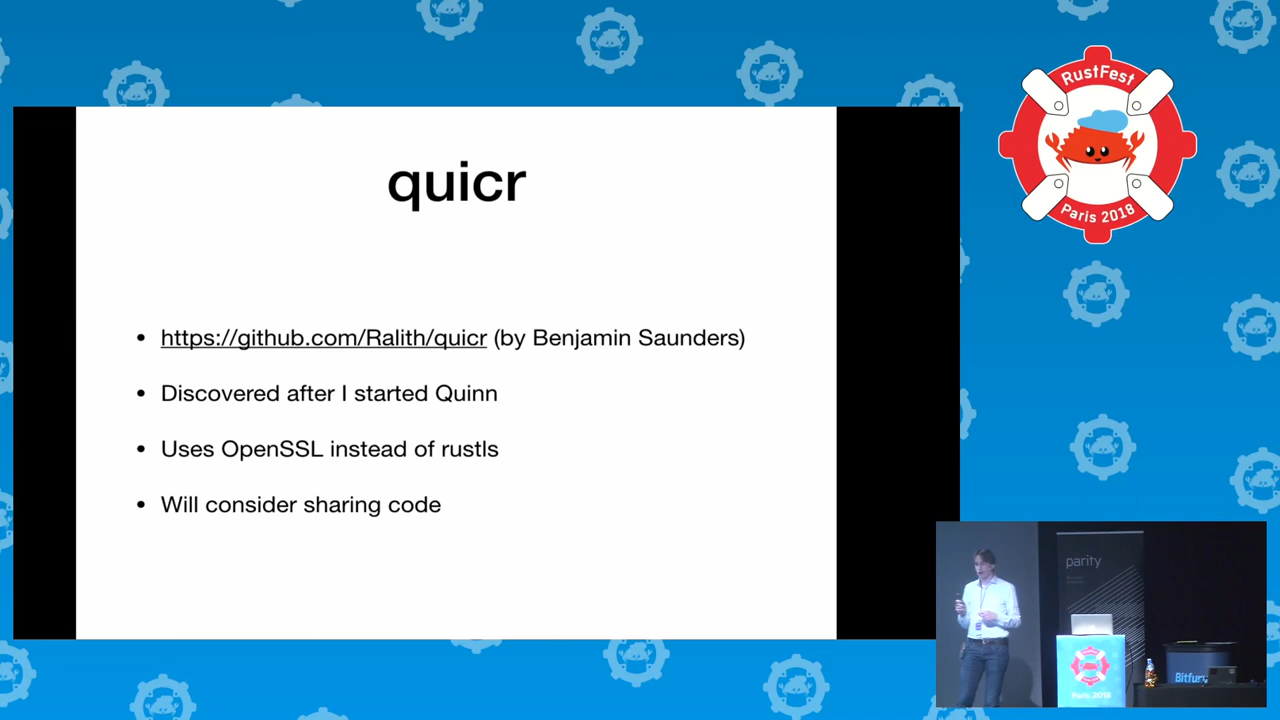 quicr
• https://github.com/Ralith/quicr (by Benjamin Saunders)
• Discovered after I started Quinn
• Uses OpenSSL instead of rustls
• Will consider sharing code
RustFest
Paris 2018
parity
RustFest
Paris 2018
Bitfury